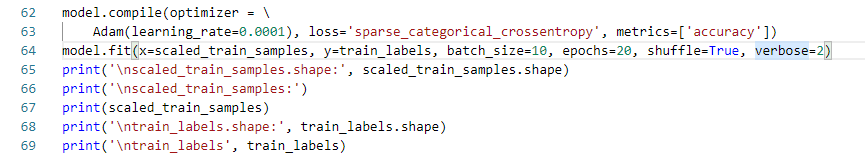 62 model.compile(optimizer = \
63     Adam(learning_rate=0.0001), loss='sparse_categorical_crossentropy', metrics=['accuracy'])
64 model.fit(x=scaled_train_samples, y=train_labels, batch_size=10, epochs=20, shuffle=True, verbose=2)
65 print('\nscaled_train_samples.shape:', scaled_train_samples.shape)
66 print('\nscaled_train_samples:')
67 print(scaled_train_samples)
68 print('\ntrain_labels.shape:', train_labels.shape)
69 print('\ntrain_labels', train_labels)